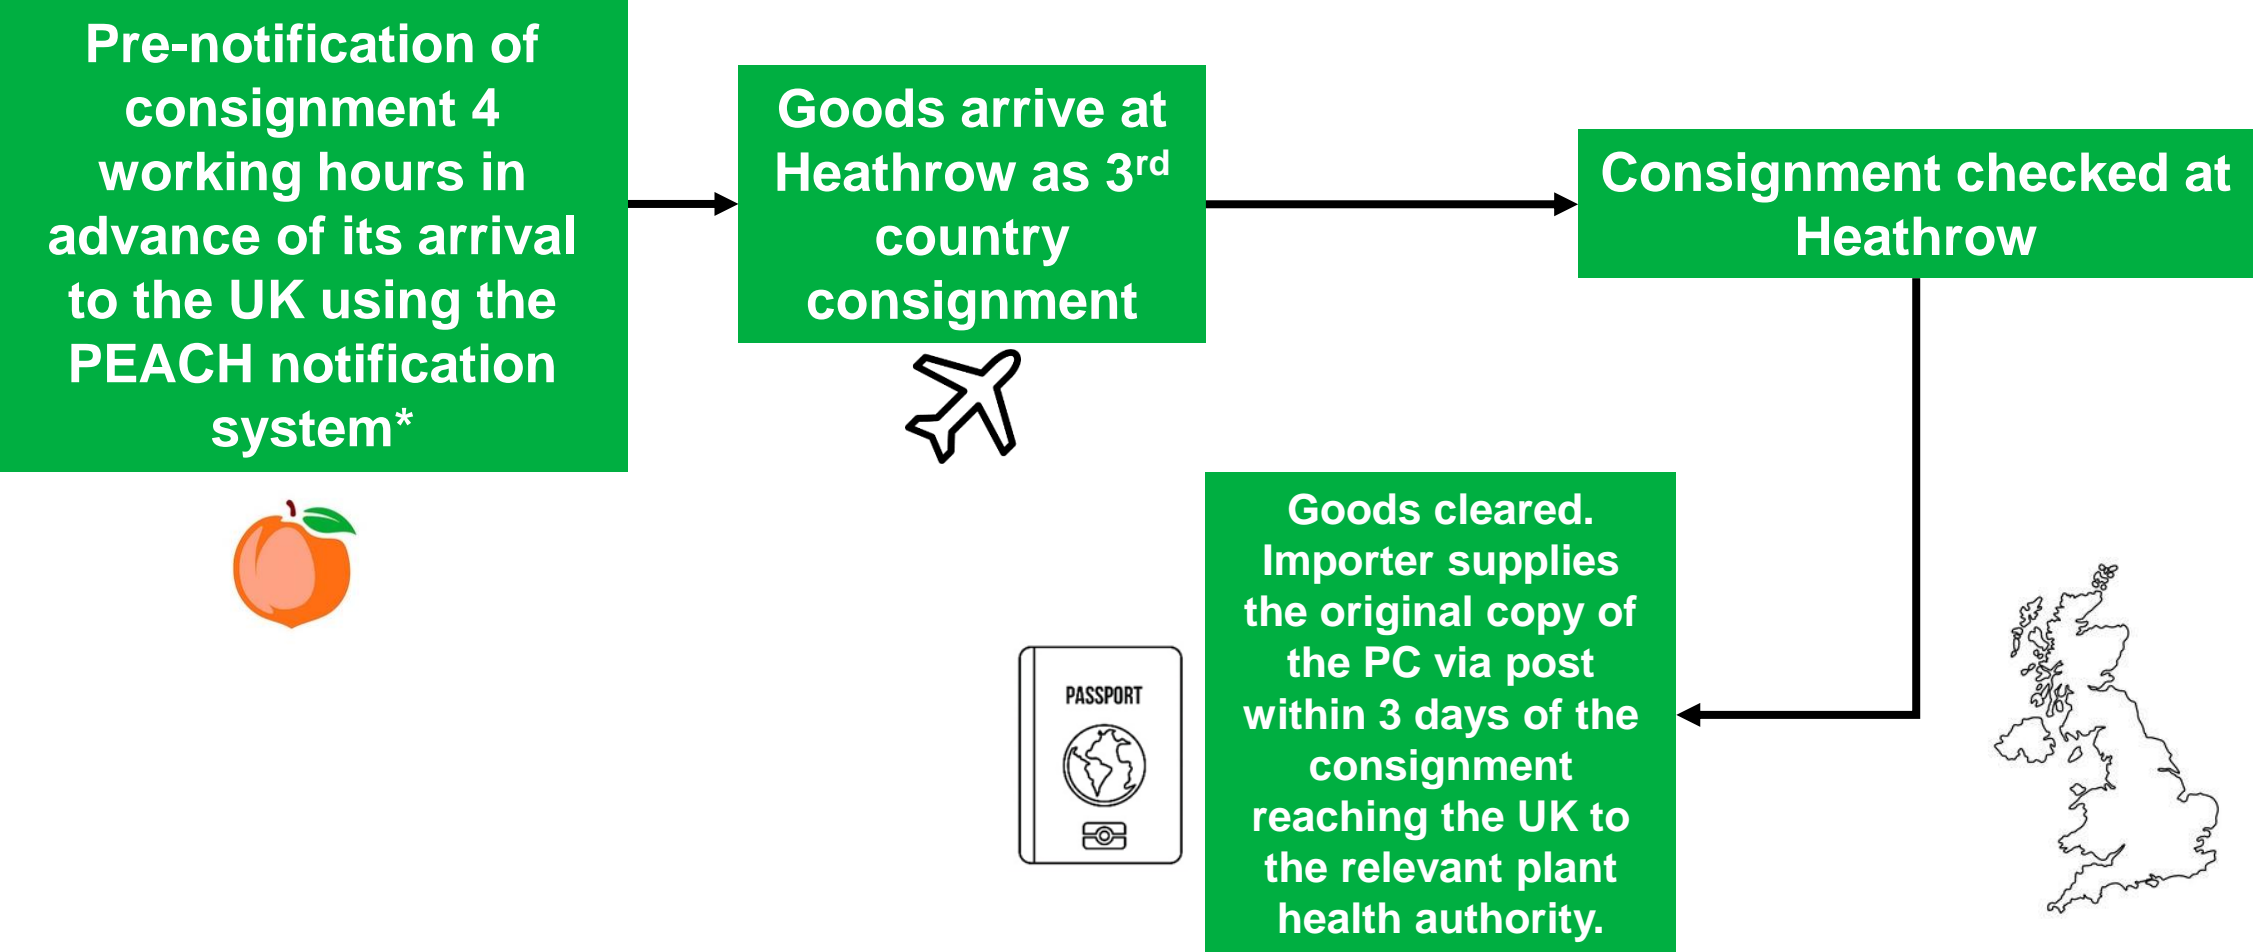 Pre-notification of
consignment 4
working hours in
advance of its arrival
to the UK using the
PEACH notification
system*
Goods arrive at
Heathrow as 3rd
country
consignment
Consignment checked at
Heathrow
Goods cleared.
Importer supplies
the original copy of
the PC via post
within 3 days of the
consignment
reaching the UK to
the relevant plant
health authority.
PASSPORT